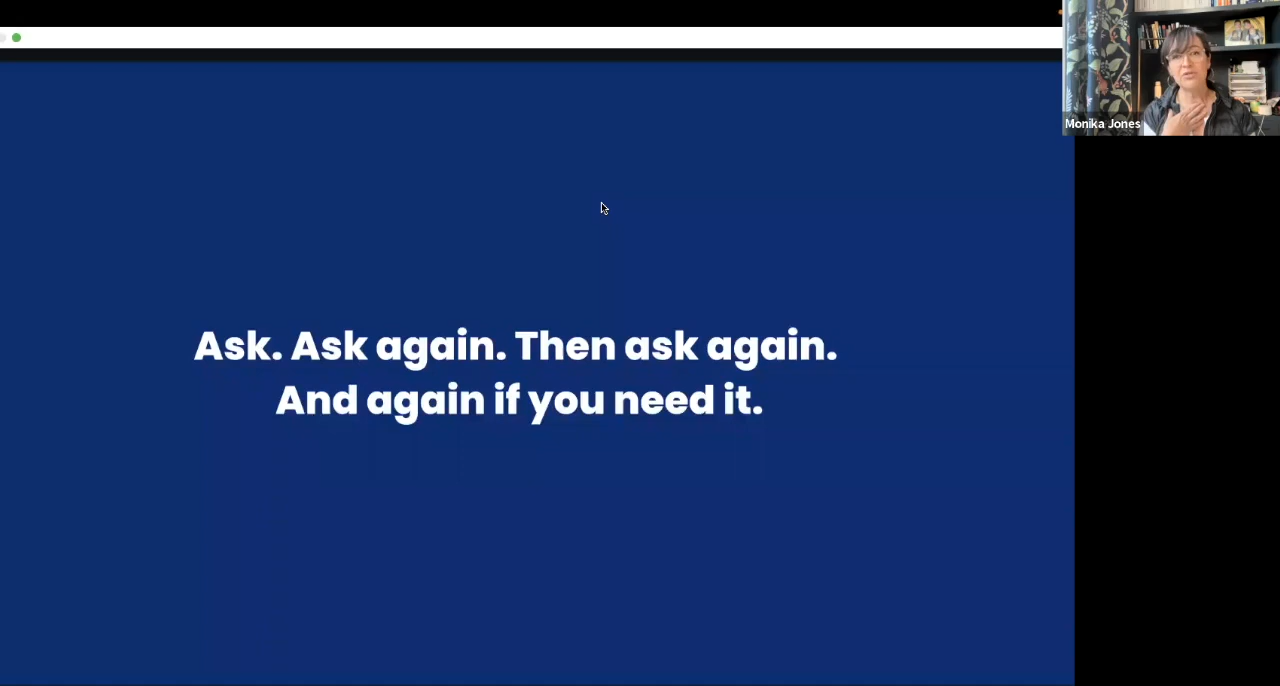 Monika Jones
Ask. Ask again. Then ask again.
And again if you need it.